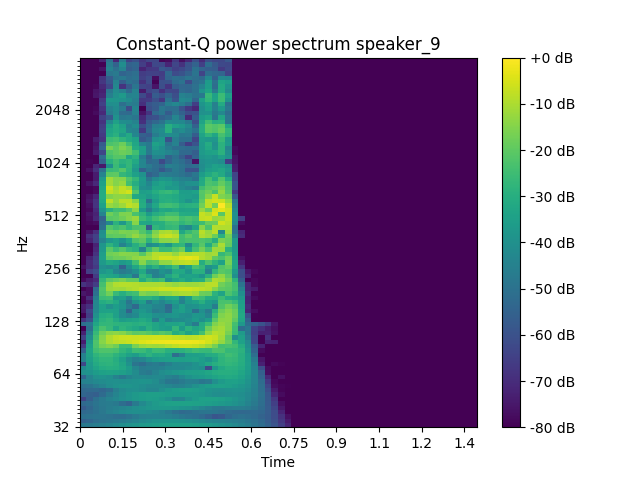 Constant-Q power spectrum speaker_9
Hz
2048
1024
512
256
128
64
32
0 0.15 0.3 0.45 0.6 0.75 0.9 1.1 1.2 1.4
Time
+0 dB
-10 dB
-20 dB
-30 dB
-40 dB
-50 dB
-60 dB
-70 dB
-80 dB